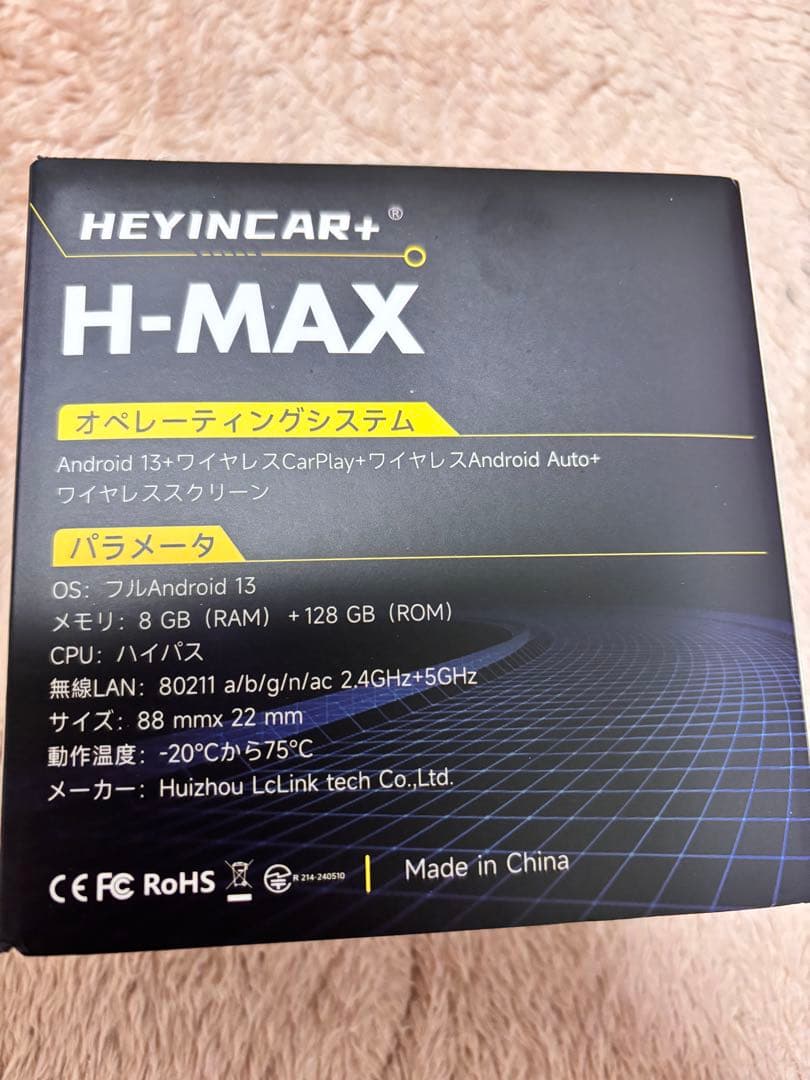 HEYINCAR+®
H-MAX
オペレーティングシステム
Android 13+ワイヤレスCarPlay+ワイヤレスAndroid Auto+
ワイヤレススクリーン
パラメータ
OS: フルAndroid 13
メモリ: 8 GB (RAM) + 128 GB (ROM)
CPU: ハイパス
無線LAN: 80211 a/b/g/n/ac 2.4GHz+5GHz
サイズ: 88 mmx 22 mm
動作温度: -20°Cから75°C
メーカー: Huizhou LcLink tech Co.,Ltd.
CE FC RoHS R 214-240510 Made in China